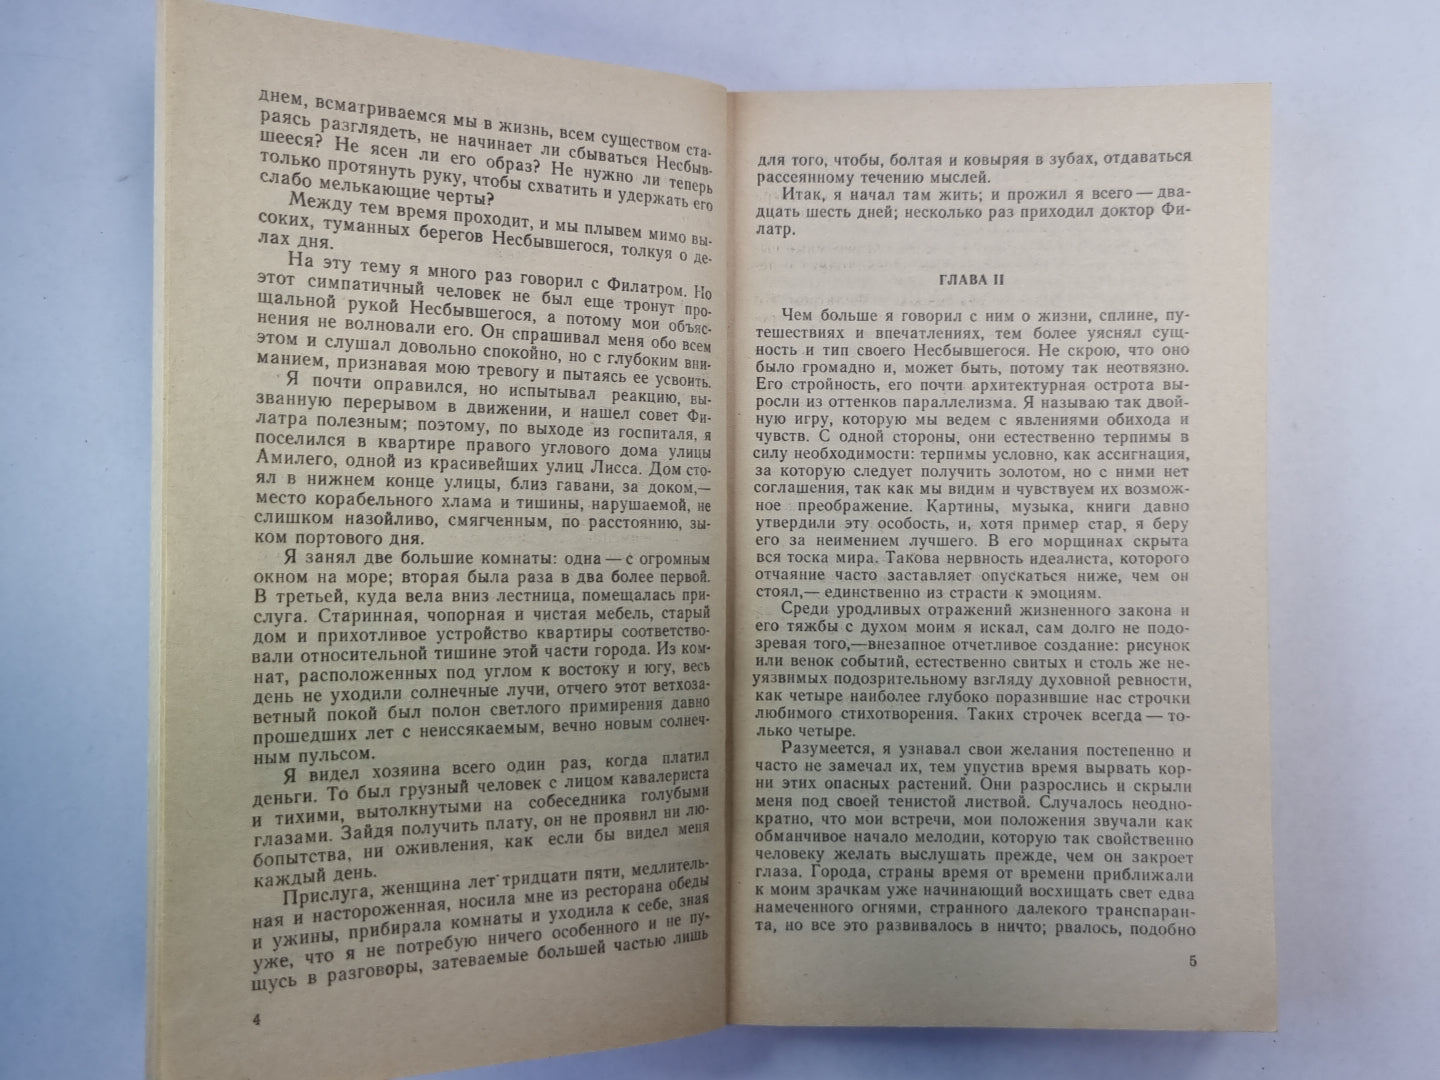 днем, всматриваемся мы в жизнь, всем существом ста-
раясь разглядеть, не начинает ли сбываться Несбыв-
шееся? Не ясен ли его образ? Не нужно ли теперь
только протянуть руку, чтобы схватить и удержать его
слабо мелькающие черты?
Между тем время проходит, и мы плывем мимо вы-
соких, туманных берегов Несбывшегося, толкуя о де-
лах дня.
На эту тему я много раз говорил с Филатром. Но
этот симпатичный человек не был еще тронут про-
щальной рукой Несбывшегося, а потому мои объяс-
нения не волновали его. Он спрашивал меня обо всем
этом и слушал довольно спокойно, но с глубоким вни-
манием, признавая мою тревогу и пытаясь ее усвоить.
Я почти оправился, но испытывал реакцию, вы-
званную перерывом в движении, и нашел совет Фи-
латра полезным; поэтому, по выходе из госпиталя, я
поселился в квартире правого углового дома улицы
Амилего, одной из красивейших улиц Лисса. Дом сто-
ял в нижнем конце улицы, близ гавани, за доком,—
место корабельного хлама и тишины, нарушаемой, не
слишком назойливо, смягченным, по расстоянию, зы-
ком портового дня.
Я занял две большие комнаты: одна — с огромным
окном на море; вторая была раза в два более первой.
В третьей, куда вела вниз лестница, помещалась при-
слуга. Старинная, чопорная и чистая мебель, старый
дом и прихотливое устройство квартиры соответство-
вали относительной тишине этой части города. Из ком-
нат, расположенных под углом к востоку и югу, весь
день не уходили солнечные лучи, отчего этот ветхоза-
ветный покой был полон светлого примирения давно
прошедших лет с неиссякаемым, вечно новым солнеч-
ным пульсом.
Я видел хозяина всего один раз, когда платил
деньги. То был грузный человек с лицом кавалериста
и тихими, вытолкнутыми на собеседника голубыми
глазами. Зайдя получить плату, он не проявил ни лю-
бопытства, ни оживления, как если бы видел меня
каждый день.
Прислуга, женщина лет тридцати пяти, медлитель-
ная и настороженная, носила мне из ресторана обеды
и ужины, прибирала комнаты и уходила к себе, зная
уже, что я не потребую ничего особенного и не пу-
щусь в разговоры, затеваемые большей частью лишь
4
для того, чтобы, болтая и ковыряя в зубах, отдаваться
рассеянному течению мыслей.
Итак, я начал там жить; и прожил я всего — два-
дцать шесть дней; несколько раз приходил доктор Фи-
латр.
ГЛАВА II
Чем больше я говорил с ним о жизни, сплине, пу-
тешествиях и впечатлениях, тем более уяснял сущ-
ность и тип своего Несбывшегося. Не скрою, что оно
было громадно и, может быть, потому так неотвязно.
Его стройность, его почти архитектурная острота вы-
росли из оттенков параллелизма. Я называю так двой-
ную игру, которую мы ведем с явлениями обихода и
чувств. С одной стороны, они естественно терпимы в
силу необходимости: терпимы условно, как ассигнация,
за которую следует получить золотом, но с ними нет
соглашения, так как мы видим и чувствуем их возмож-
ное преображение. Картины, музыка, книги давно
утвердили эту особость, и, хотя пример стар, я беру
его за неимением лучшего. В его морщинах скрыта
вся тоска мира. Такова нервность идеалиста, которого
отчаяние часто заставляет опускаться ниже, чем он
стоял,— единственно из страсти к эмоциям.
Среди уродливых отражений жизненного закона и
его тяжбы с духом моим я искал, сам долго не подо-
зревая того,—внезапное отчетливое создание: рисунок
или венок событий, естественно свитых и столь же не-
уязвимых подозрительному взгляду духовной ревности,
как четыре наиболее глубоко поразившие нас строчки
любимого стихотворения. Таких строчек всегда — то-
лько четыре.
Разумеется, я узнавал свои желания постепенно и
часто не замечал их, тем упустив время вырвать кор-
ни этих опасных растений. Они разрослись и скрыли
меня под своей тенистой листвой. Случалось неодно-
кратно, что мои встречи, мои положения звучали как
обманчивое начало мелодии, которую так свойственно
человеку желать выслушать прежде, чем он закроет
глаза. Города, страны время от времени приближали
к моим зрачкам уже начинающий восхищать свет едва
намеченного огнями, странного далекого транспаран-
та, но все это развивалось в ничто; рвалось, подобно
5